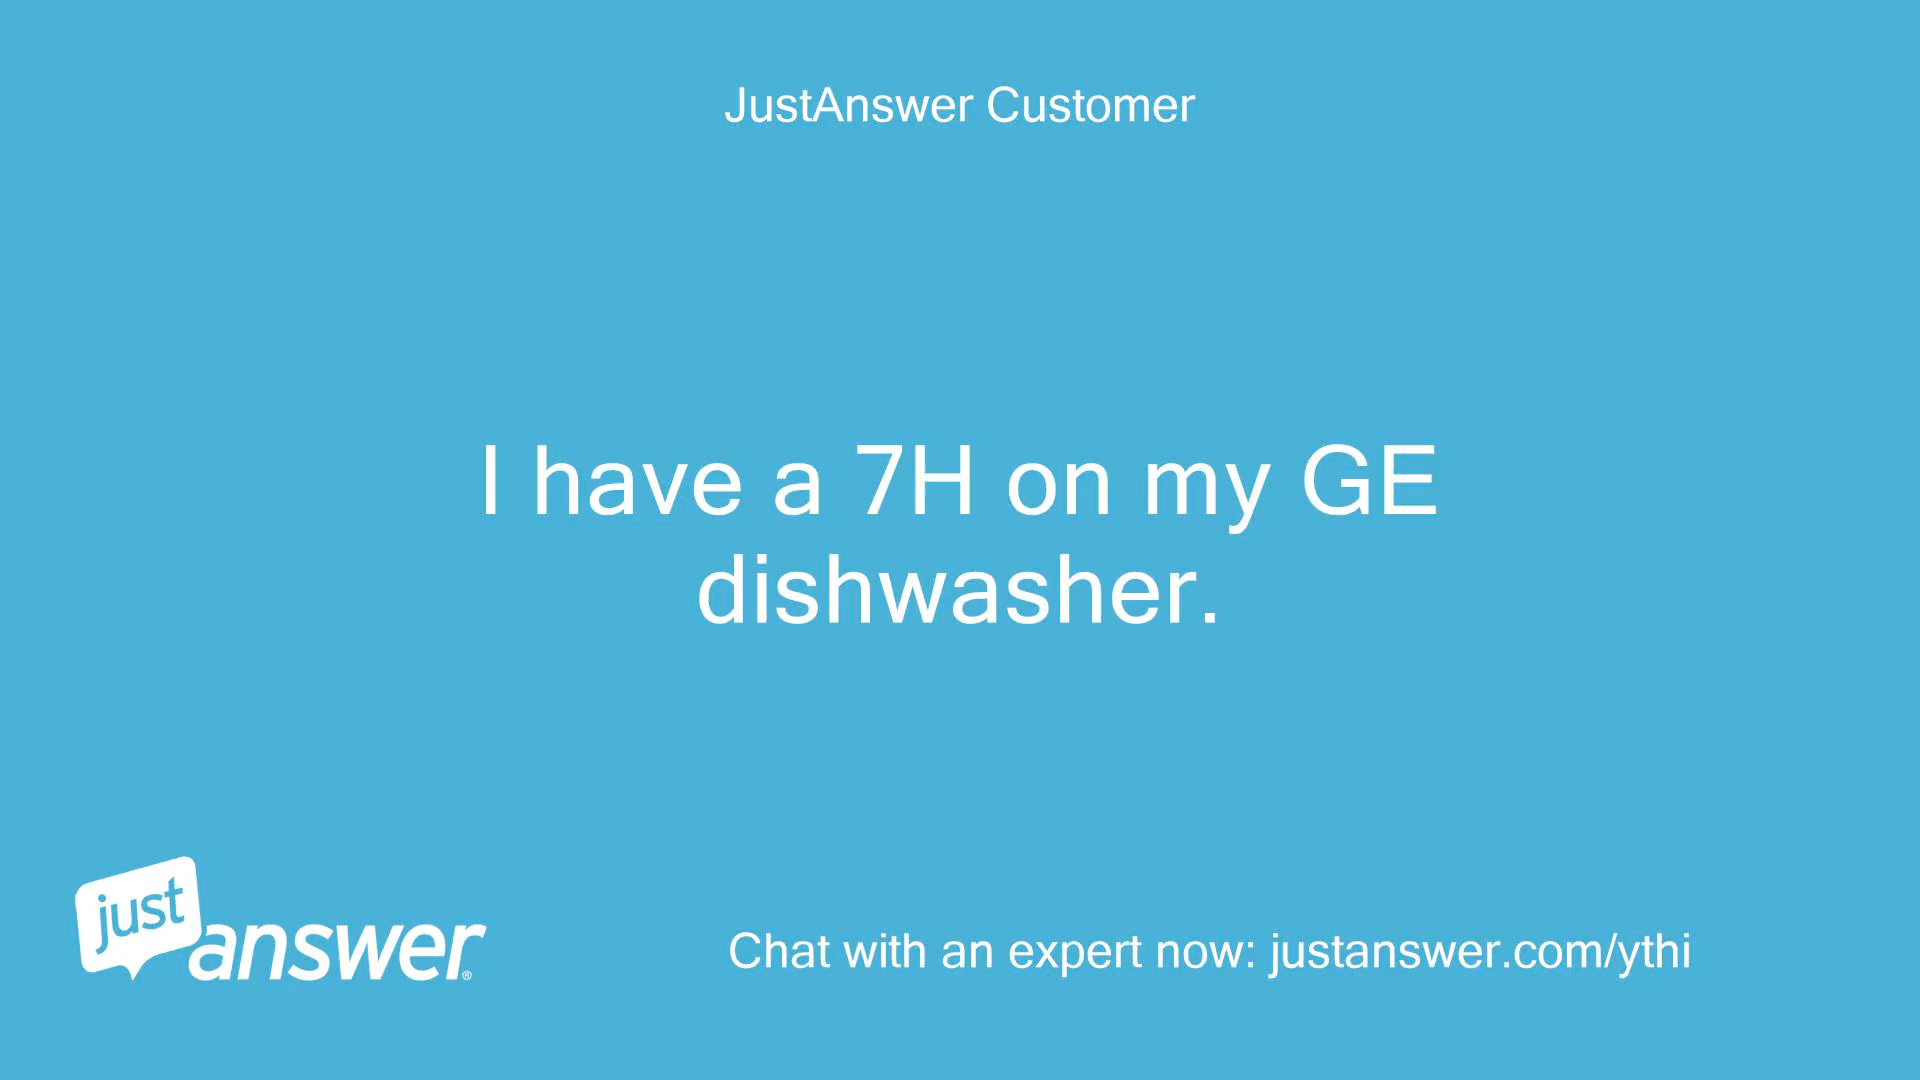 JustAnswer Customer
I have a 7H on my GE
dishwasher.
just
answer®
Chat with an expert now: justanswer.com/ythi